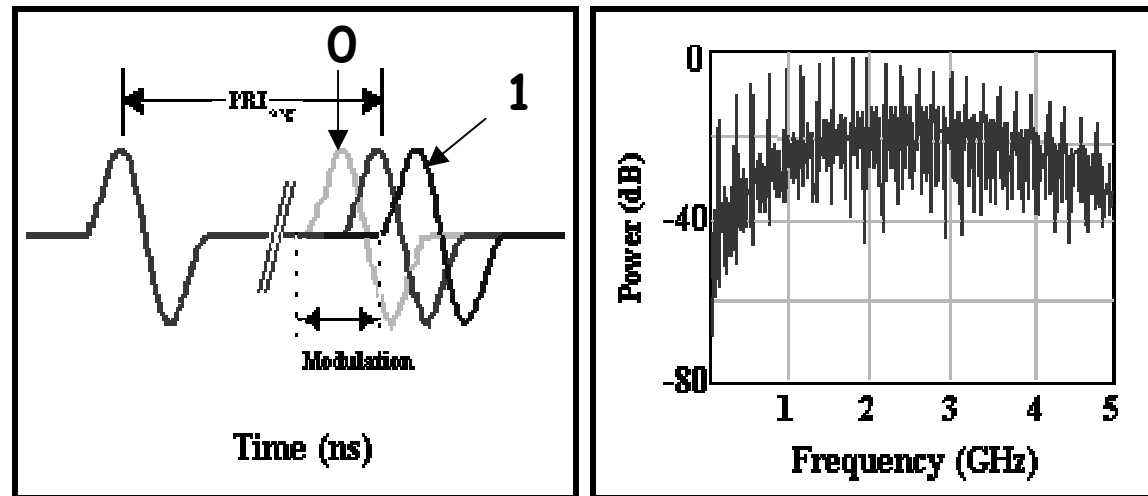 0
1
PRI
Modulation
Time (ns)
0
-40
-80
Power (dB)
1 2 3 4 5
Frequency (GHz)